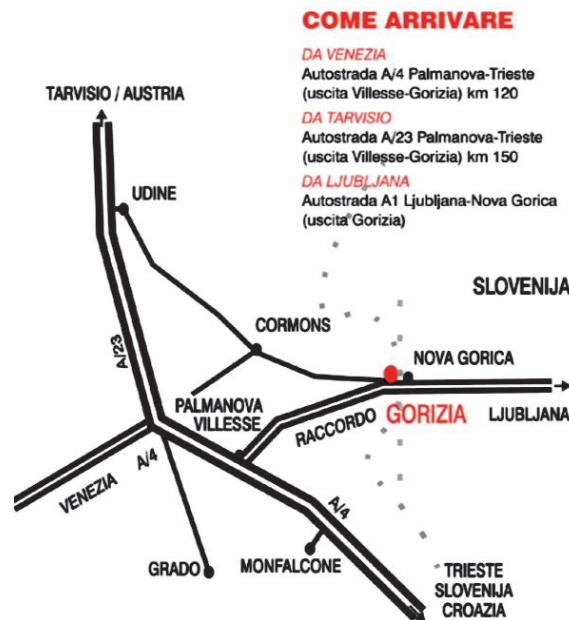 COME ARRIVARE
DA VENEZIA
Autostrada A/4 Palmanova-Trieste
(uscita Villesse-Gorizia) km 120
DA TARVISIO
Autostrada A/23 Palmanova-Trieste
(uscita Villesse-Gorizia) km 150
DA LJUBLJANA
Autostrada A1 Ljubljana-Nova Gorica
(uscita Gorizia)
TARVISIO / AUSTRIA
UDINE
SLOVENIJA
CORMONS
A/23
NOVA GORICA
PALMANOVA
VILLESSE
RACCORDO
GORIZIA
LJUBLJANA
VENEZIA
A/4
A/4
GRADO
MONFALCONE
TRIESTE
SLOVENIJA
CROAZIA